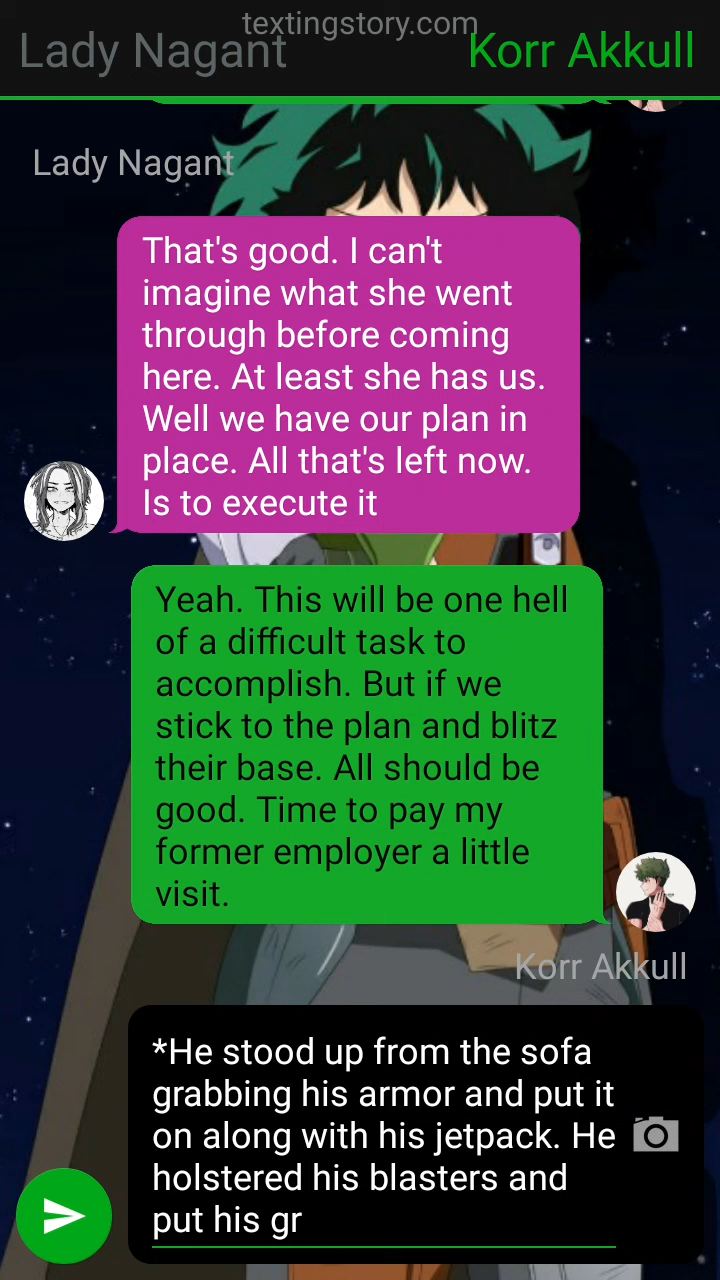 textingstory.com
Lady Nagant
Korr Akkull
Lady Nagant
That's good. I can't
imagine what she went
through before coming
here. At least she has us.
Well we have our plan in
place. All that's left now.
Is to execute it
Yeah. This will be one hell
of a difficult task to
accomplish. But if we
stick to the plan and blitz
their base. All should be
good. Time to pay my
former employer a little
visit.
Korr Akkull
*He stood up from the sofa
grabbing his armor and put it
on along with his jetpack. He
holstered his blasters and
put his gr